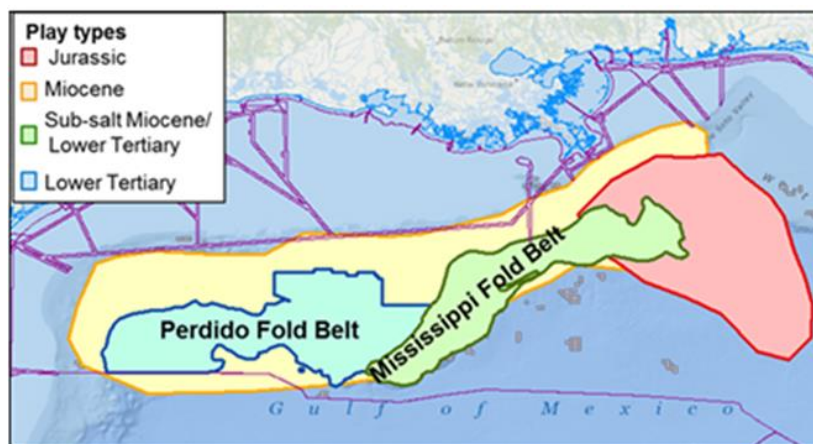 Play types
Jurassic
Miocene
Sub-salt Miocene/
Lower Tertiary
Lower Tertiary
Perdido Fold Belt
Mississippi Fold Belt
Gulf of Mexico